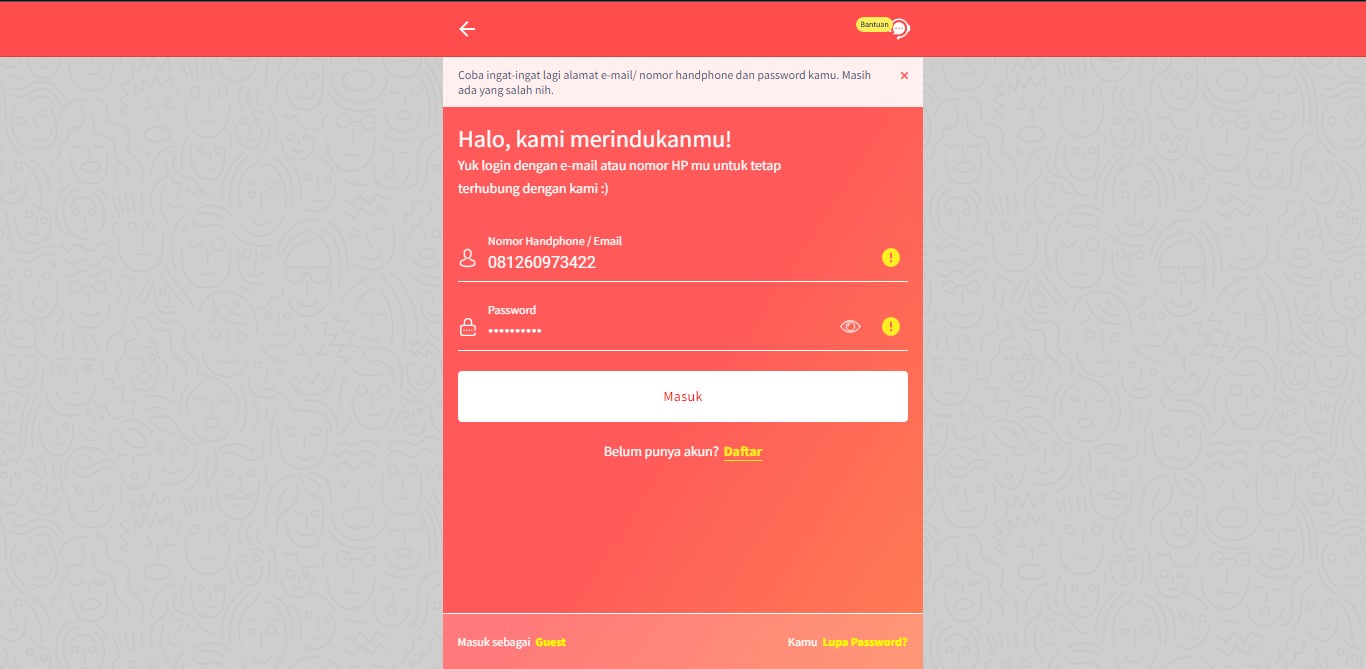 Bantuan
Coba ingat-ingat lagi alamat e-mail/ nomor handphone dan password kamu. Masih
ada yang salah nih.
Halo, kami merindukanmu!
Yuk login dengan e-mail atau nomor HP mu untuk tetap
terhubung dengan kami :)
Nomor Handphone / Email
081260973422
Password
••••••••••
Masuk
Belum punya akun? Daftar
Masuk sebagai Guest
Kamu Lupa Password?